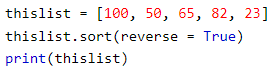 thislist = [100, 50, 65, 82, 23]
thislist.sort(reverse = True)
print(thislist)